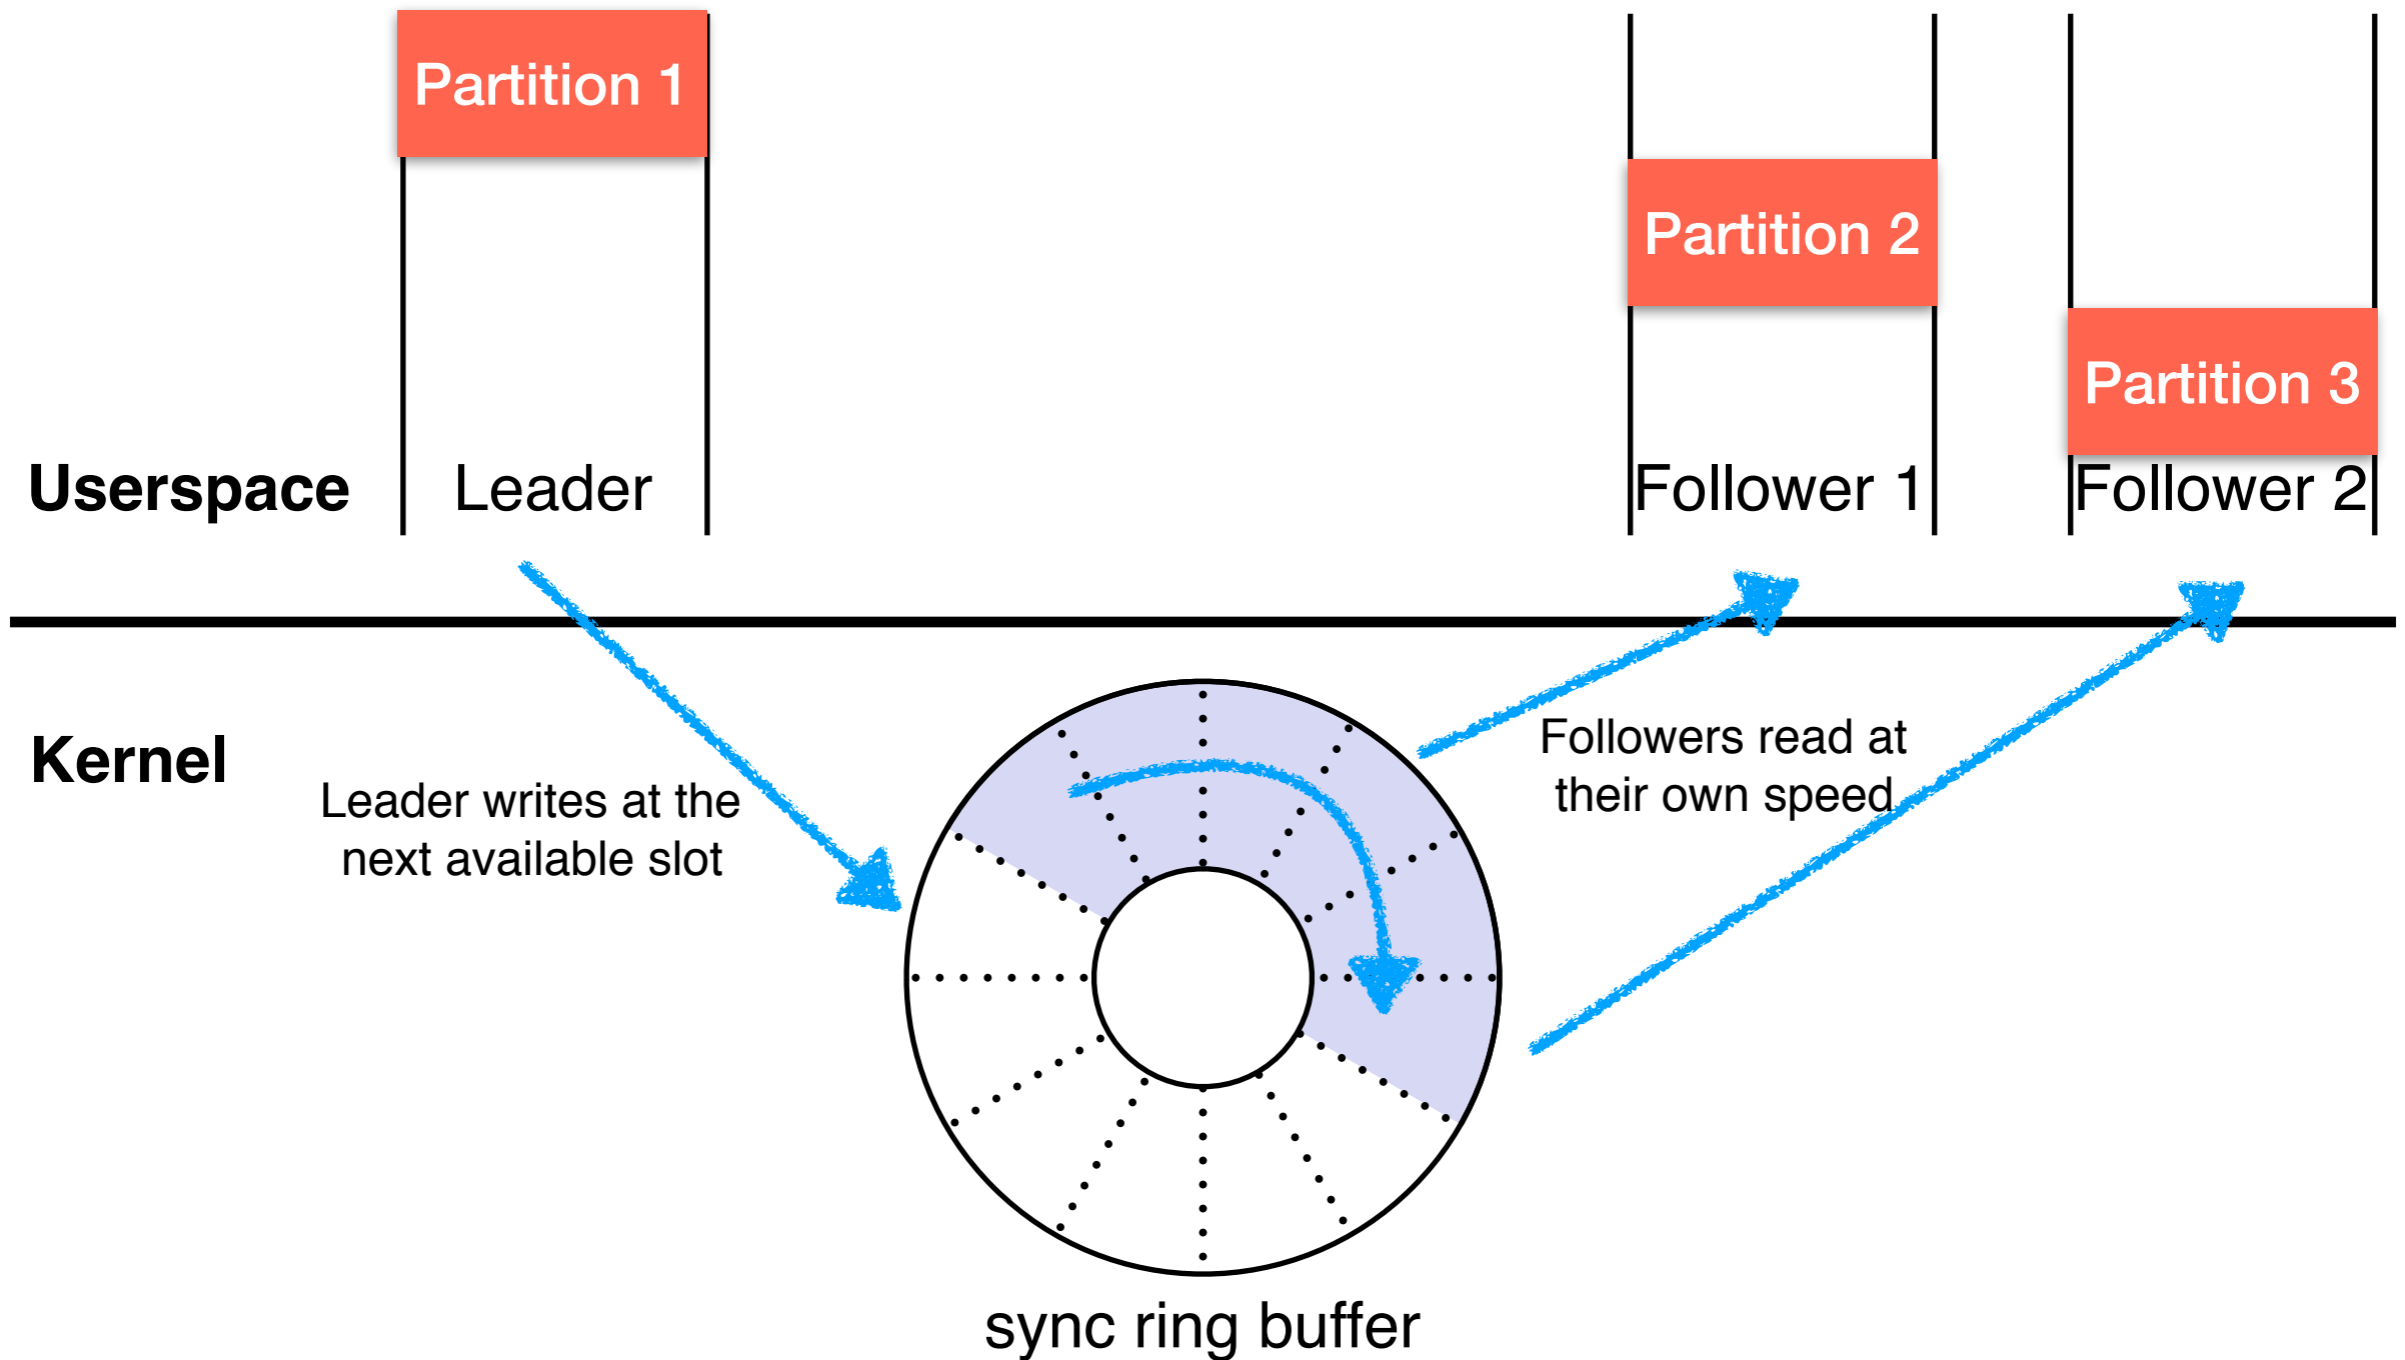 Partition 1
Partition 2
Partition 3
Userspace
Leader
Follower 1
Follower 2
Kernel
Leader writes at the
next available slot
Followers read at
their own speed
sync ring buffer